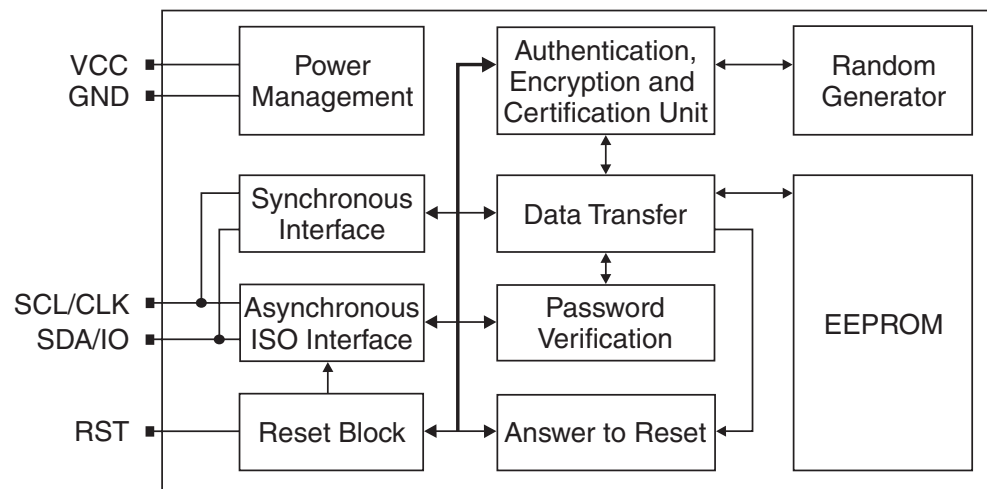 VCC
GND
Power
Management
Authentication,
Encryption and
Certification Unit
Random
Generator
Synchronous
Interface
Data Transfer
SCL/CLK
SDA/IO
Asynchronous
ISO Interface
Password
Verification
EEPROM
RST
Reset Block
Answer to Reset